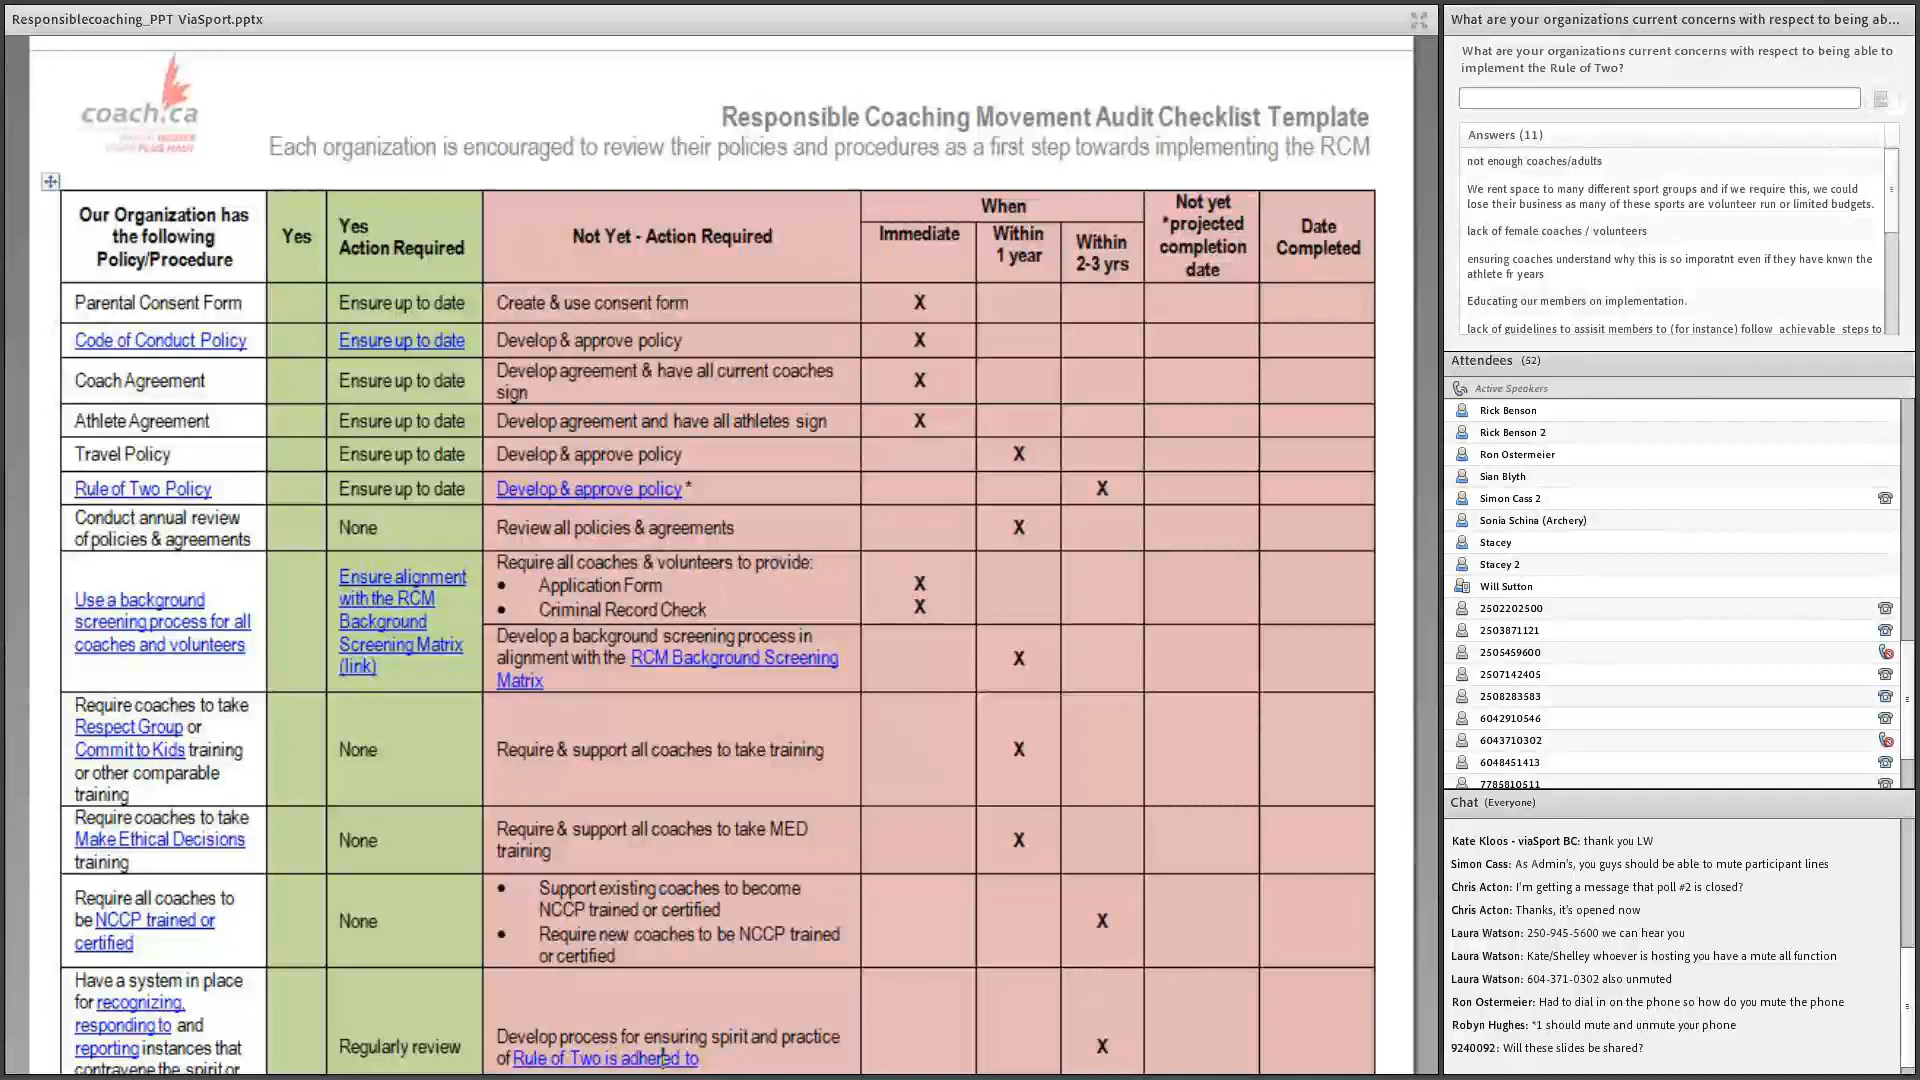 Responsiblecoaching_PPT ViaSport.pptx
coach.ca
PLUS HAUT
Responsible Coaching Movement Audit Checklist Template
Each organization is encouraged to review their policies and procedures as a first step towards implementing the RCM
Our Organization has
the following
Policy/Procedure
Yes
Yes
Action Required
Not Yet - Action Required
When
Immediate
Within
1 year
Within
2-3 yrs
Not yet
*projected
completion
date
Date
Completed
Parental Consent Form
Ensure up to date
Create & use consent form
X
Code of Conduct Policy
Ensure up to date
Develop & approve policy
X
Coach Agreement
Ensure up to date
Develop agreement & have all current coaches
sign
X
Athlete Agreement
Ensure up to date
Develop agreement and have all athletes sign
X
Travel Policy
Ensure up to date
Develop & approve policy
X
Rule of Two Policy
Ensure up to date
Develop & approve policy *
X
Conduct annual review
of policies & agreements
None
Review all policies & agreements
X
Use a background
screening process for all
coaches and volunteers
Ensure alignment
with the RCM
Background
Screening Matrix
(link)
Require all coaches & volunteers to provide:
• Application Form
X
• Criminal Record Check
X
Develop a background screening process in
alignment with the RCM Background Screening
Matrix
X
Require coaches to take
Respect Group or
Commit to Kids training
or other comparable
training
None
Require & support all coaches to take training
X
Require coaches to take
Make Ethical Decisions
training
None
Require & support all coaches to take MED
training
X
Require all coaches to
be NCCP trained or
certified
None
• Support existing coaches to become
NCCP trained or certified
• Require new coaches to be NCCP trained
or certified
X
Have a system in place
for recognizing,
responding to and
reporting instances that
contravene the spirit or
Regularly review
Develop process for ensuring spirit and practice
of Rule of Two is adhered to
X
What are your organizations current concerns with respect to being ab...
What are your organizations current concerns with respect to being able to
implement the Rule of Two?
Answers (11)
not enough coaches/adults
We rent space to many different sport groups and if we require this, we could
lose their business as many of these sports are volunteer run or limited budgets.
lack of female coaches / volunteers
ensuring coaches understand why this is so imporatnt even if they have knwn the
athlete fr years
Educating our members on implementation.
lack of guidelines to assisit members to (for instance) follow achievable steps to
Attendees (52)
Active Speakers
Rick Benson
Rick Benson 2
Ron Ostermeier
Sian Blyth
Simon Cass 2
Sonia Schina (Archery)
Stacey
Stacey 2
Will Sutton
2502202500
2503871121
2505459600
2507142405
2508283583
6042910546
6043710302
6048451413
7785810511
Chat (Everyone)
Kate Kloos - viaSport BC: thank you LW
Simon Cass: As Admin's, you guys should be able to mute participant lines
Chris Acton: I'm getting a message that poll #2 is closed?
Chris Acton: Thanks, it's opened now
Laura Watson: 250-945-5600 we can hear you
Laura Watson: Kate/Shelley whoever is hosting you have a mute all function
Laura Watson: 604-371-0302 also unmuted
Ron Ostermeier: Had to dial in on the phone so how do you mute the phone
Robyn Hughes: *1 should mute and unmute your phone
9240092: Will these slides be shared?